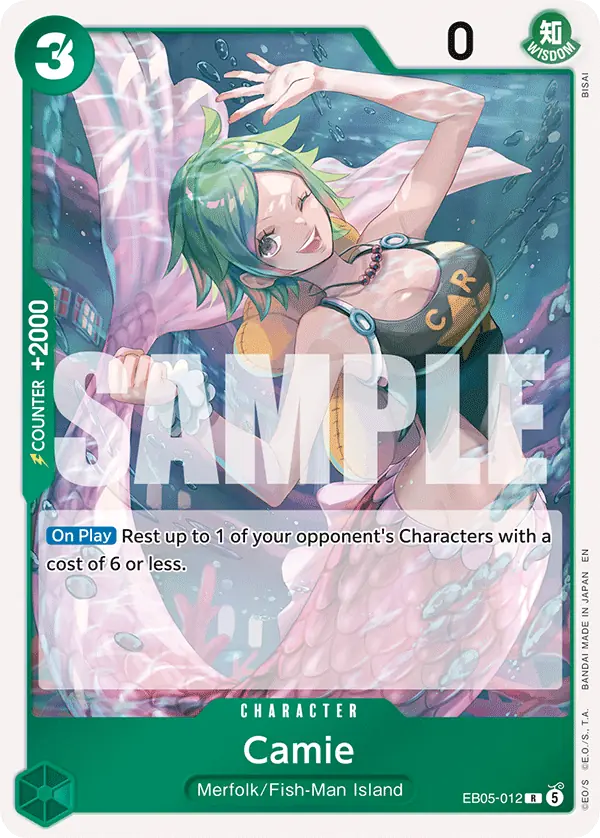 3
0
知
WISDOM
BISAI
COUNTER +2000
CAR
SAMPLE
On Play Rest up to 1 of your opponent's Characters with a
cost of 6 or less.
©E.O/S ©E.O./S., T.A. BANDAI MADE IN JAPAN EN
CHARACTER
Camie
Merfolk/Fish-Man Island
EB05-012 R 5